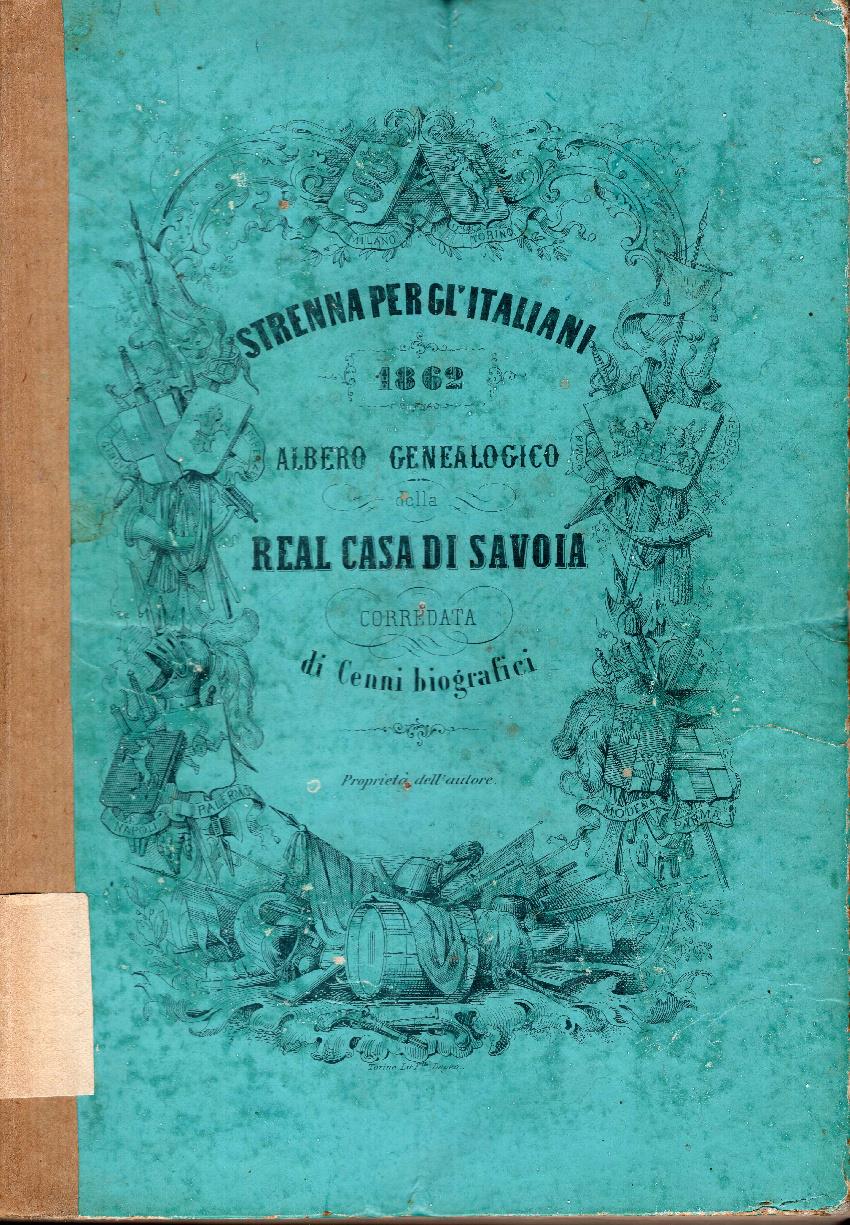 MILANO
TORINO
STRENNA PER GL'ITALIANI
1862
ALBERO GENEALOGICO
della
REAL CASA DI SAVOIA
CORREDATA
di Cenni biografici
Proprietà dell'autore.
NAPOLI
PALERMO
MODENA
PARMA
Torino